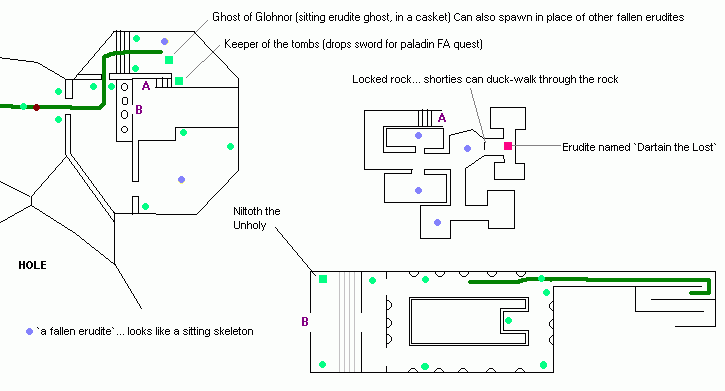 Ghost of Glohnor (sitting erudite ghost, in a casket) Can also spawn in place of other fallen erudites
Keeper of the tombs (drops sword for paladin FA quest)
A
B
Locked rock... shorties can duck-walk through the rock
A
Erudite named `Dartain the Lost`
Niltoth the
Unholy
HOLE
B
`a fallen erudite`... looks like a sitting skeleton